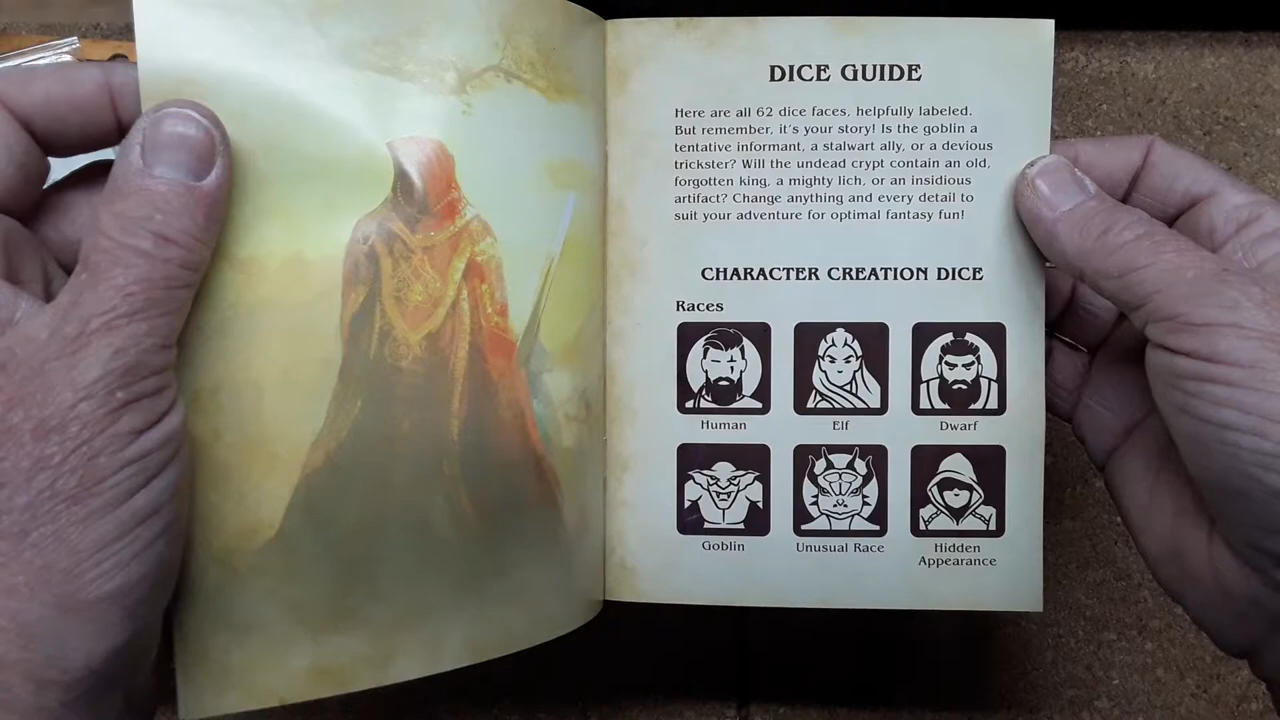 DICE GUIDE
Here are all 62 dice faces, helpfully labeled.
But remember, it's your story! Is the goblin a
tentative informant, a stalwart ally, or a devious
trickster? Will the undead crypt contain an old,
forgotten king, a mighty lich, or an insidious
artifact? Change anything and every detail to
suit your adventure for optimal fantasy fun!
CHARACTER CREATION DICE
Races
Human Elf Dwarf
Goblin Unusual Race Hidden
Appearance